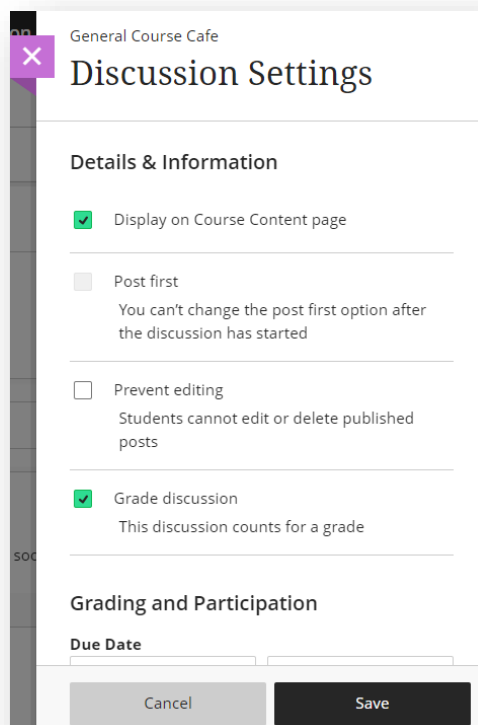 on
General Course Cafe
Discussion Settings
Details & Information
Display on Course Content page
Post first
You can't change the post first option after
the discussion has started
Prevent editing
Students cannot edit or delete published
posts
Grade discussion
This discussion counts for a grade
soc
Grading and Participation
Due Date
Cancel
Save